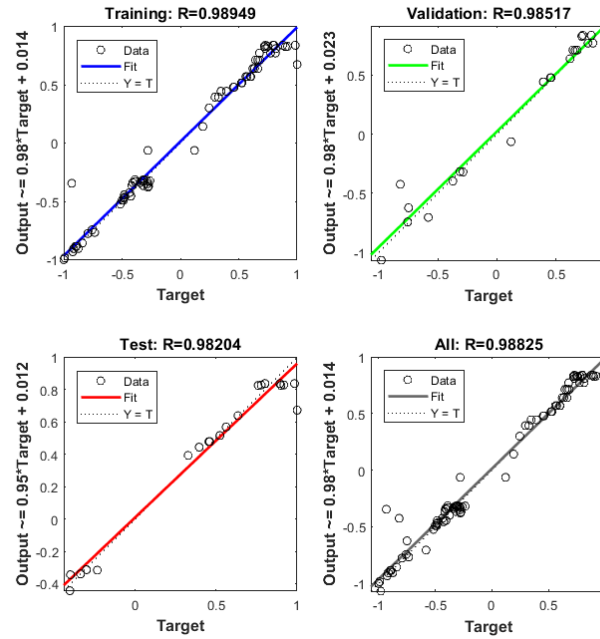 Training: R=0.98949
Output ~= 0.98*Target + 0.014
1
0.5
0
-0.5
-1
Data
Fit
Y = T
-1 -0.5 0 0.5 1
Target
Validation: R=0.98517
Output ~= 0.98*Target + 0.023
0.5
0
-0.5
-1
Data
Fit
Y = T
-1 -0.5 0 0.5
Target
Test: R=0.98204
Output ~= 0.95*Target + 0.012
1
0.8
0.6
0.4
0.2
0
-0.2
-0.4
Data
Fit
Y = T
0 0.5 1
Target
All: R=0.98825
Output ~= 0.98*Target + 0.014
0.5
0
-0.5
-1
Data
Fit
Y = T
-1 -0.5 0 0.5
Target